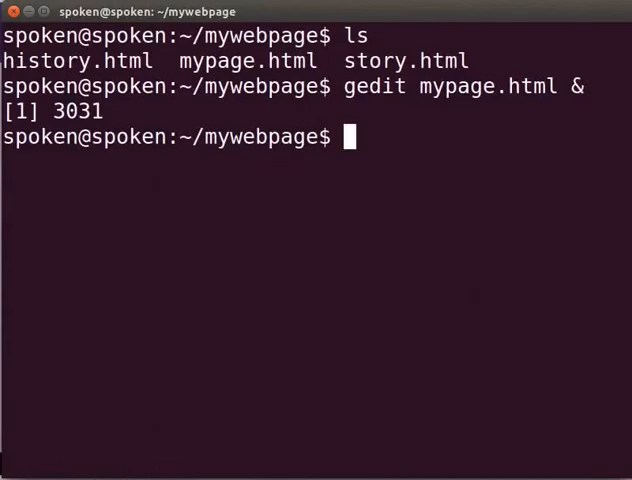 spoken@spoken: ~/mywebpage
spoken@spoken:~/mywebpage$ ls
history.html  mypage.html  story.html
spoken@spoken:~/mywebpage$ gedit mypage.html &
[1] 3031
spoken@spoken:~/mywebpage$